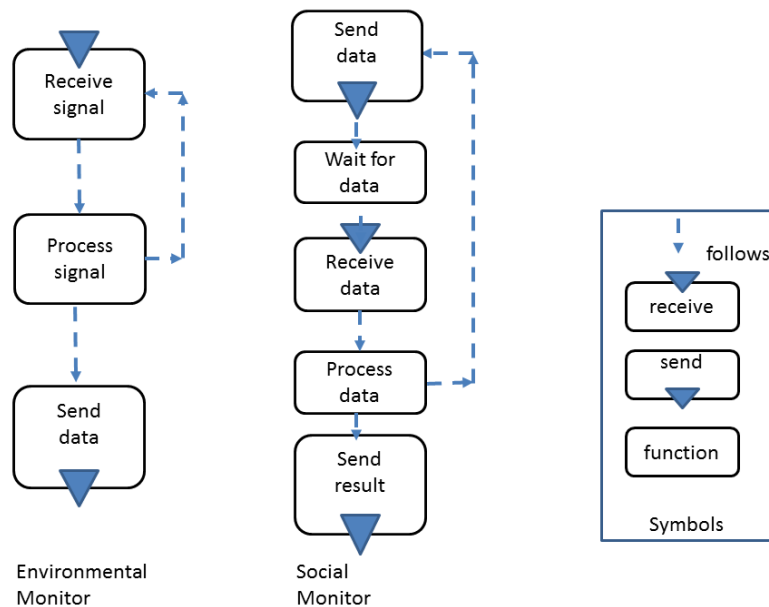 Receive
signal
Process
signal
Send
data
Environmental
Monitor
Send
data
Wait for
data
Receive
data
Process
data
Send
result
Social
Monitor
follows
receive
send
function
Symbols